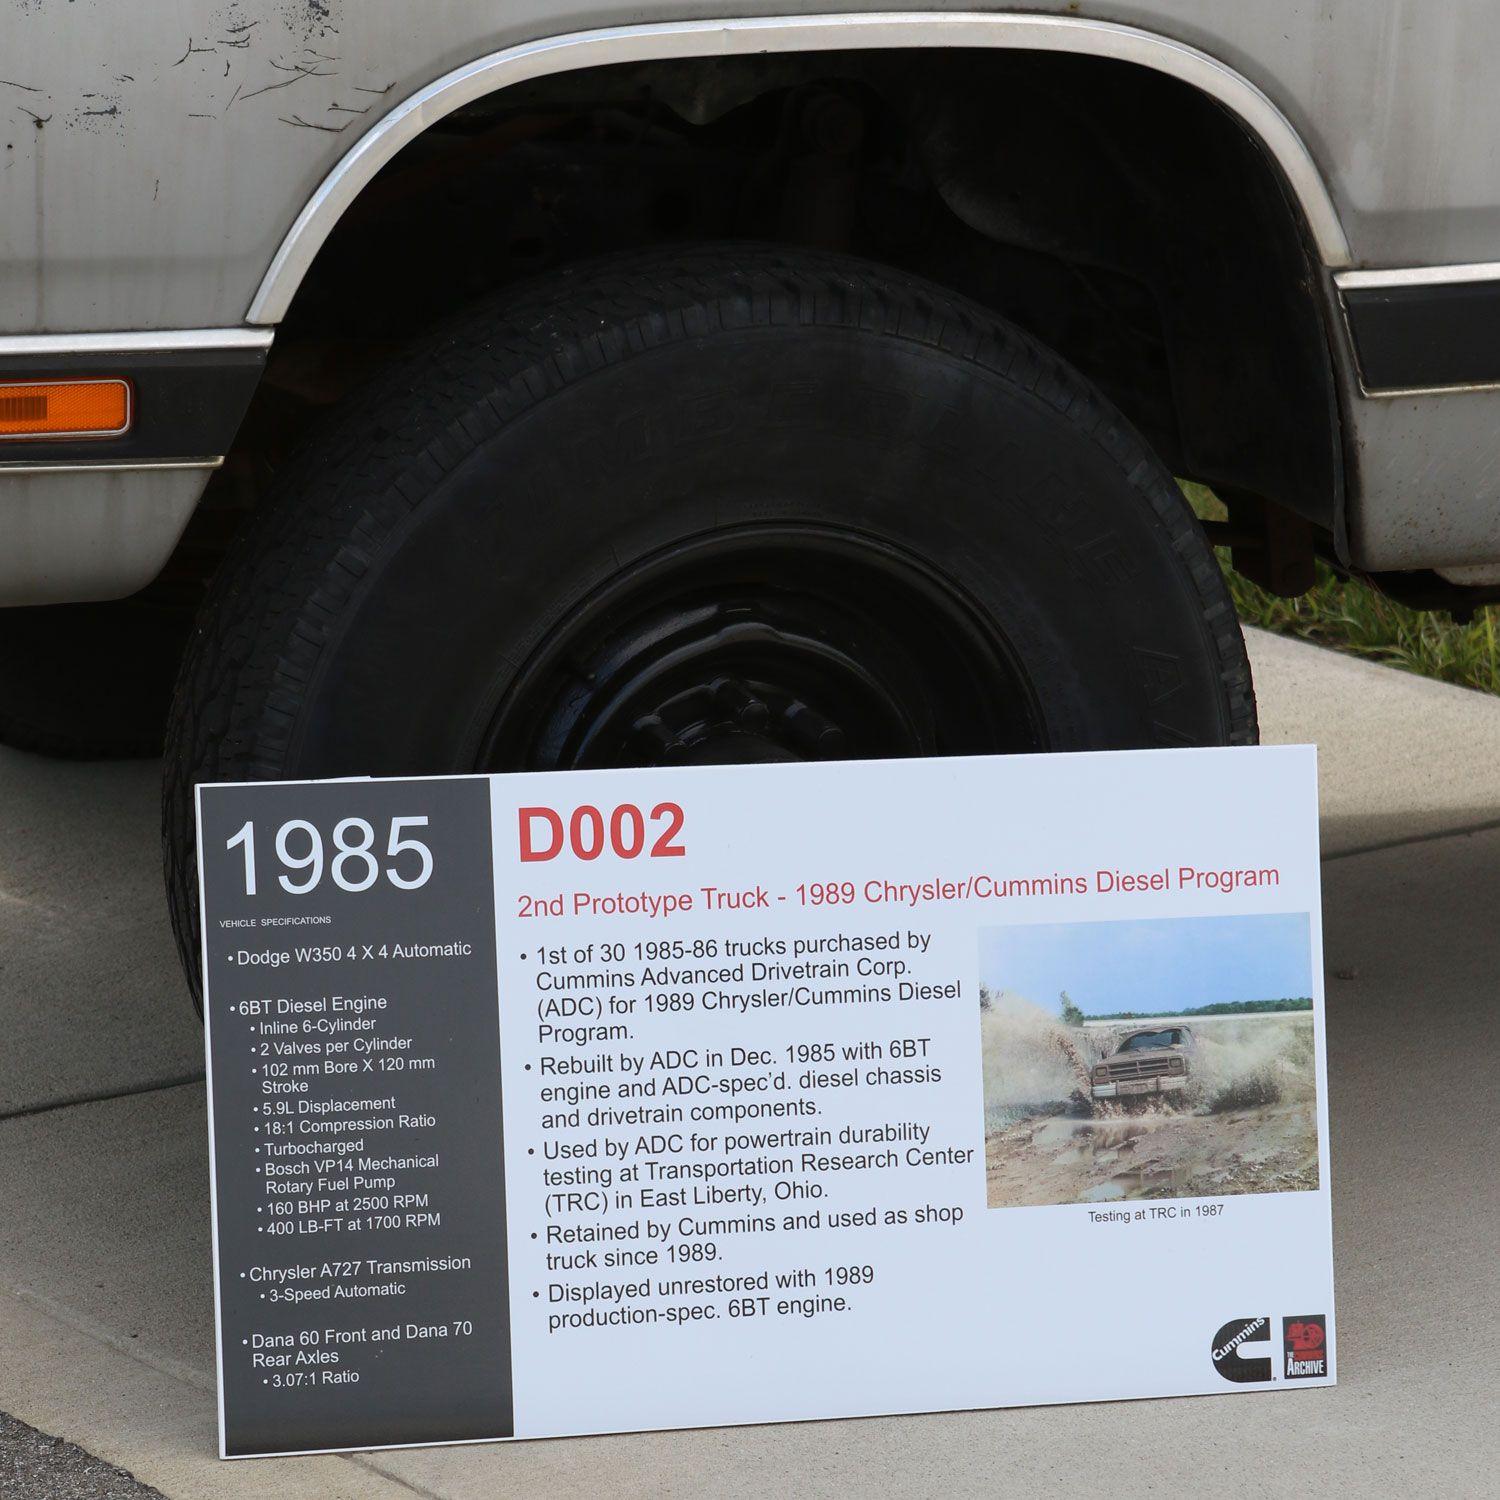 TIMBERLINE A/
1985
VEHICLE SPECIFICATIONS
• Dodge W350 4 X 4 Automatic
• 6BT Diesel Engine
• Inline 6-Cylinder
• 2 Valves per Cylinder
• 102 mm Bore X 120 mm
Stroke
• 5.9L Displacement
• 18:1 Compression Ratio
• Turbocharged
• Bosch VP14 Mechanical
Rotary Fuel Pump
• 160 BHP at 2500 RPM
• 400 LB-FT at 1700 RPM
• Chrysler A727 Transmission
• 3-Speed Automatic
• Dana 60 Front and Dana 70
Rear Axles
• 3.07:1 Ratio
D002
2nd Prototype Truck - 1989 Chrysler/Cummins Diesel Program
• 1st of 30 1985-86 trucks purchased by
Cummins Advanced Drivetrain Corp.
(ADC) for 1989 Chrysler/Cummins Diesel
Program.
• Rebuilt by ADC in Dec. 1985 with 6BT
engine and ADC-spec'd. diesel chassis
and drivetrain components.
• Used by ADC for powertrain durability
testing at Transportation Research Center
(TRC) in East Liberty, Ohio.
• Retained by Cummins and used as shop
truck since 1989.
• Displayed unrestored with 1989
production-spec. 6BT engine.
Testing at TRC in 1987
Cummins
THE
ARCHIVE